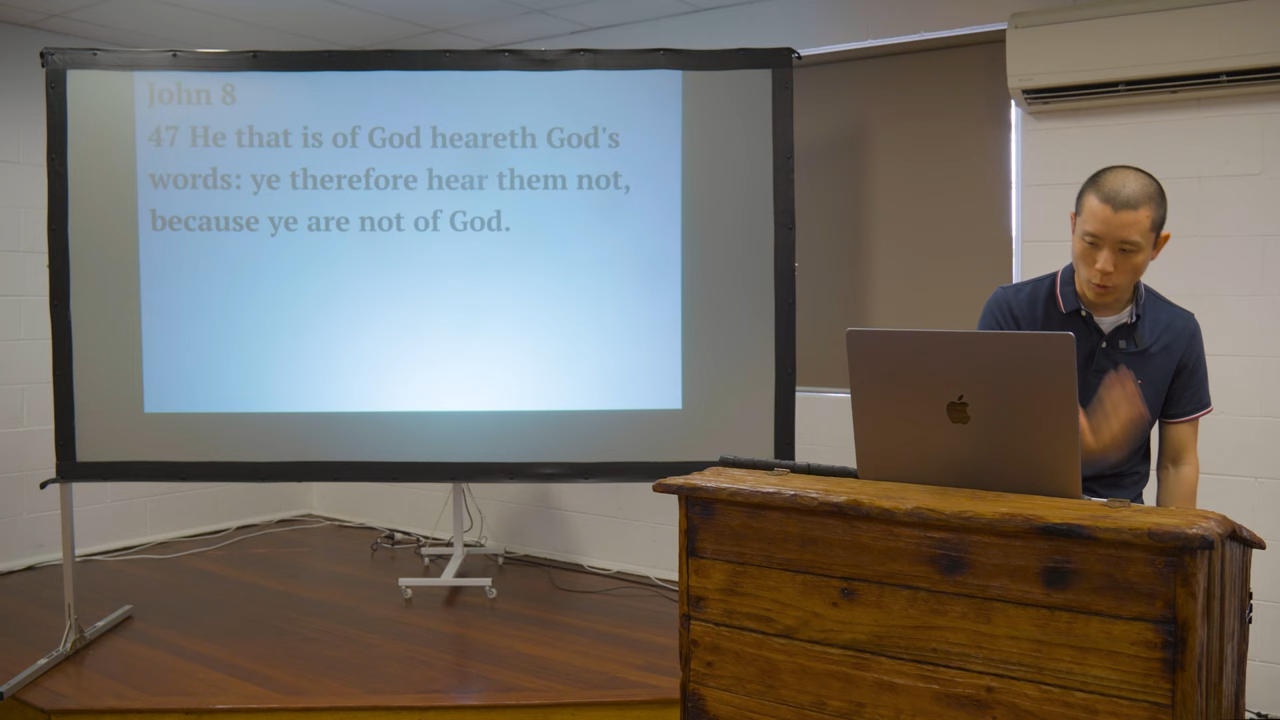 John 8
47 He that is of God heareth God's
words: ye therefore hear them not,
because ye are not of God.